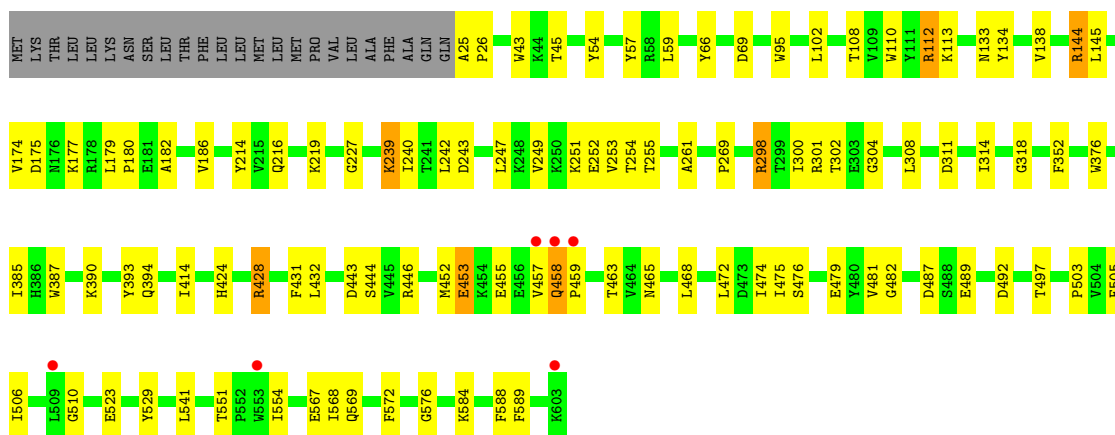 MET LYS THR LEU LEU LYS ASN SER LEU THR PHE LEU LEU MET LEU MET PRO VAL LEU ALA PHE ALA GLN GLN A25 P26 W43 K44 T45 Y54 Y57 R58 L59 Y66 D69 W95 L102 T108 V109 W110 Y111 R112 K113 N133 Y134 V138 R144 L145
V174 D175 N176 K177 R178 L179 P180 E181 A182 V186 Y214 V215 Q216 K219 G227 K239 I240 T241 L242 D243 L247 K248 V249 K250 K251 E252 V253 T254 T255 A261 P269 R298 T299 I300 R301 T302 E303 G304 L308 D311 I314 G318 F352 W376
I385 H386 W387 K390 Y393 Q394 I414 H424 R428 F431 L432 D443 S444 V445 R446 M452 E453 K454 E455 E456 V457 Q458 P459 T463 V464 N465 L468 L472 D473 I474 I475 S476 E479 Y480 V481 G482 D487 S488 E489 D492 T497 P503 V504 E505
I506 L509 G510 E523 Y529 L541 T551 P552 W553 I554 E567 I568 Q569 F572 G576 K584 F588 F589 K603